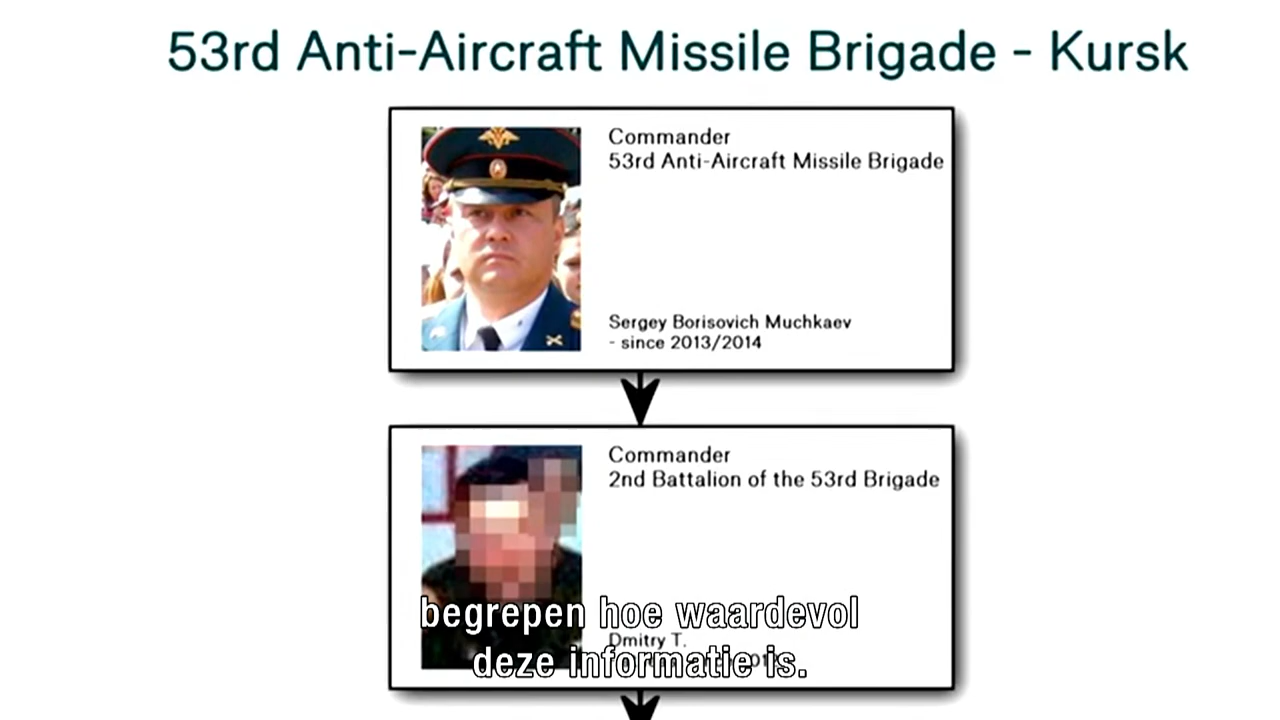 53rd Anti-Aircraft Missile Brigade - Kursk
Commander
53rd Anti-Aircraft Missile Brigade
Sergey Borisovich Muchkaev
- since 2013/2014
Commander
2nd Battalion of the 53rd Brigade
Dmitry T.
begrepen hoe waardevol
deze informatie is.